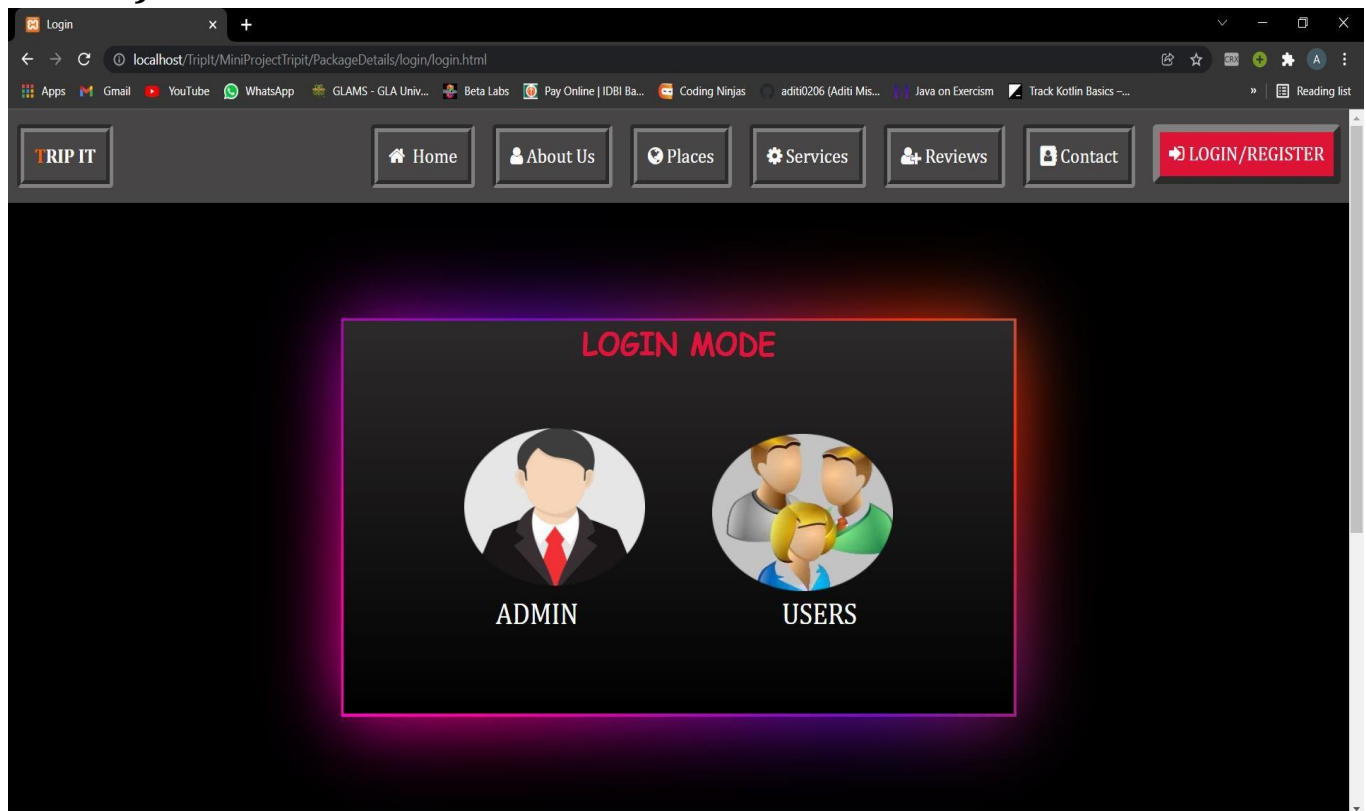 Login
localhost/TripIt/MiniProjectTripit/PackageDetails/login/login.html
CRX
A
Apps Gmail YouTube WhatsApp GLAMS - GLA Univ... Beta Labs Pay Online | IDBI Ba... Coding Ninjas aditi0206 (Aditi Mis... Java on Exercism Track Kotlin Basics –... » Reading list
TRIP IT Home About Us Places Services Reviews Contact LOGIN/REGISTER
LOGIN MODE
ADMIN USERS